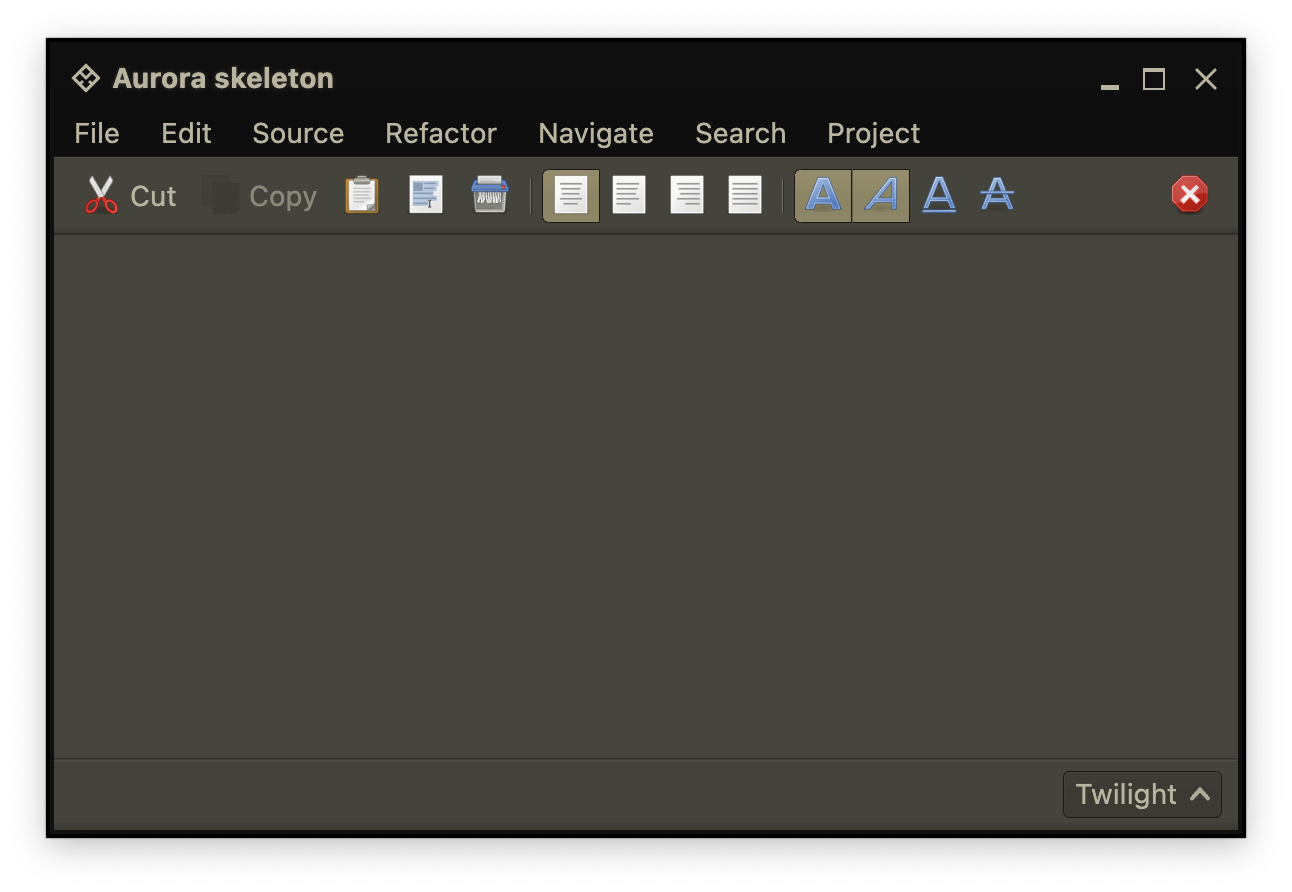 Aurora skeleton
File Edit Source Refactor Navigate Search Project
Cut Copy A A A A
Twilight